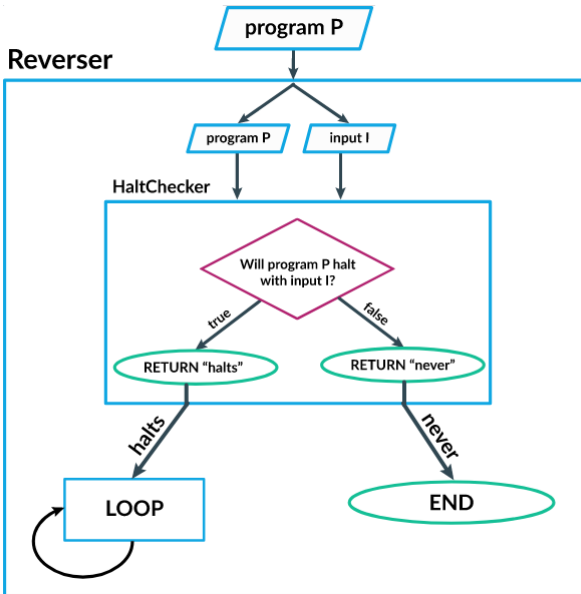 program P
Reverser
program P
input I
HaltChecker
Will program P halt
with input I?
true
false
RETURN “halts”
RETURN “never”
halts
never
LOOP
END